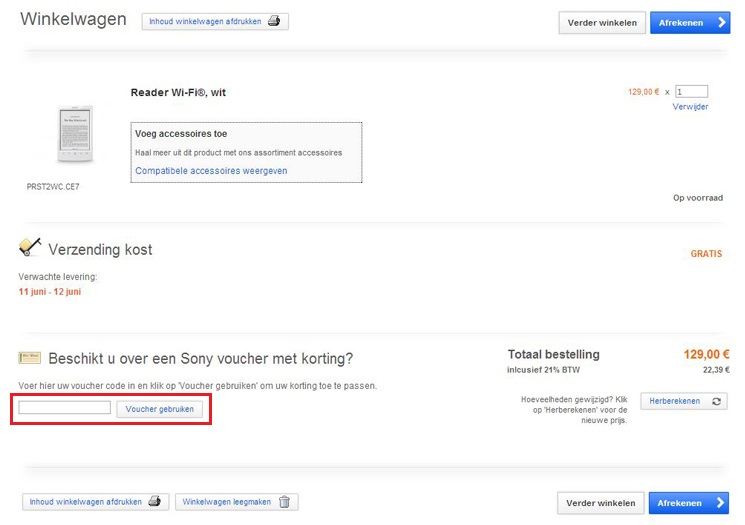 Winkelwagen
Inhoud winkelwagen afdrukken
Verder winkelen
Afrekenen
Reader Wi-Fi®, wit
129,00 € x 1
Verwijder
Voeg accessoires toe
Haal meer uit dit product met ons assortiment accessoires
Compatibele accessoires weergeven
PRST2WC.CE7
Op voorraad
Verzending kost
GRATIS
Verwachte levering:
11 juni - 12 juni
Beschikt u over een Sony voucher met korting?
Voer hier uw voucher code in en klik op 'Voucher gebruiken' om uw korting toe te passen.
Voucher gebruiken
Totaal bestelling 129,00 €
inlcusief 21% BTW 22,39 €
Hoeveelheden gewijzigd? Klik
op 'Herberekenen' voor de
nieuwe prijs.
Herberekenen
Inhoud winkelwagen afdrukken
Winkelwagen leegmaken
Verder winkelen
Afrekenen